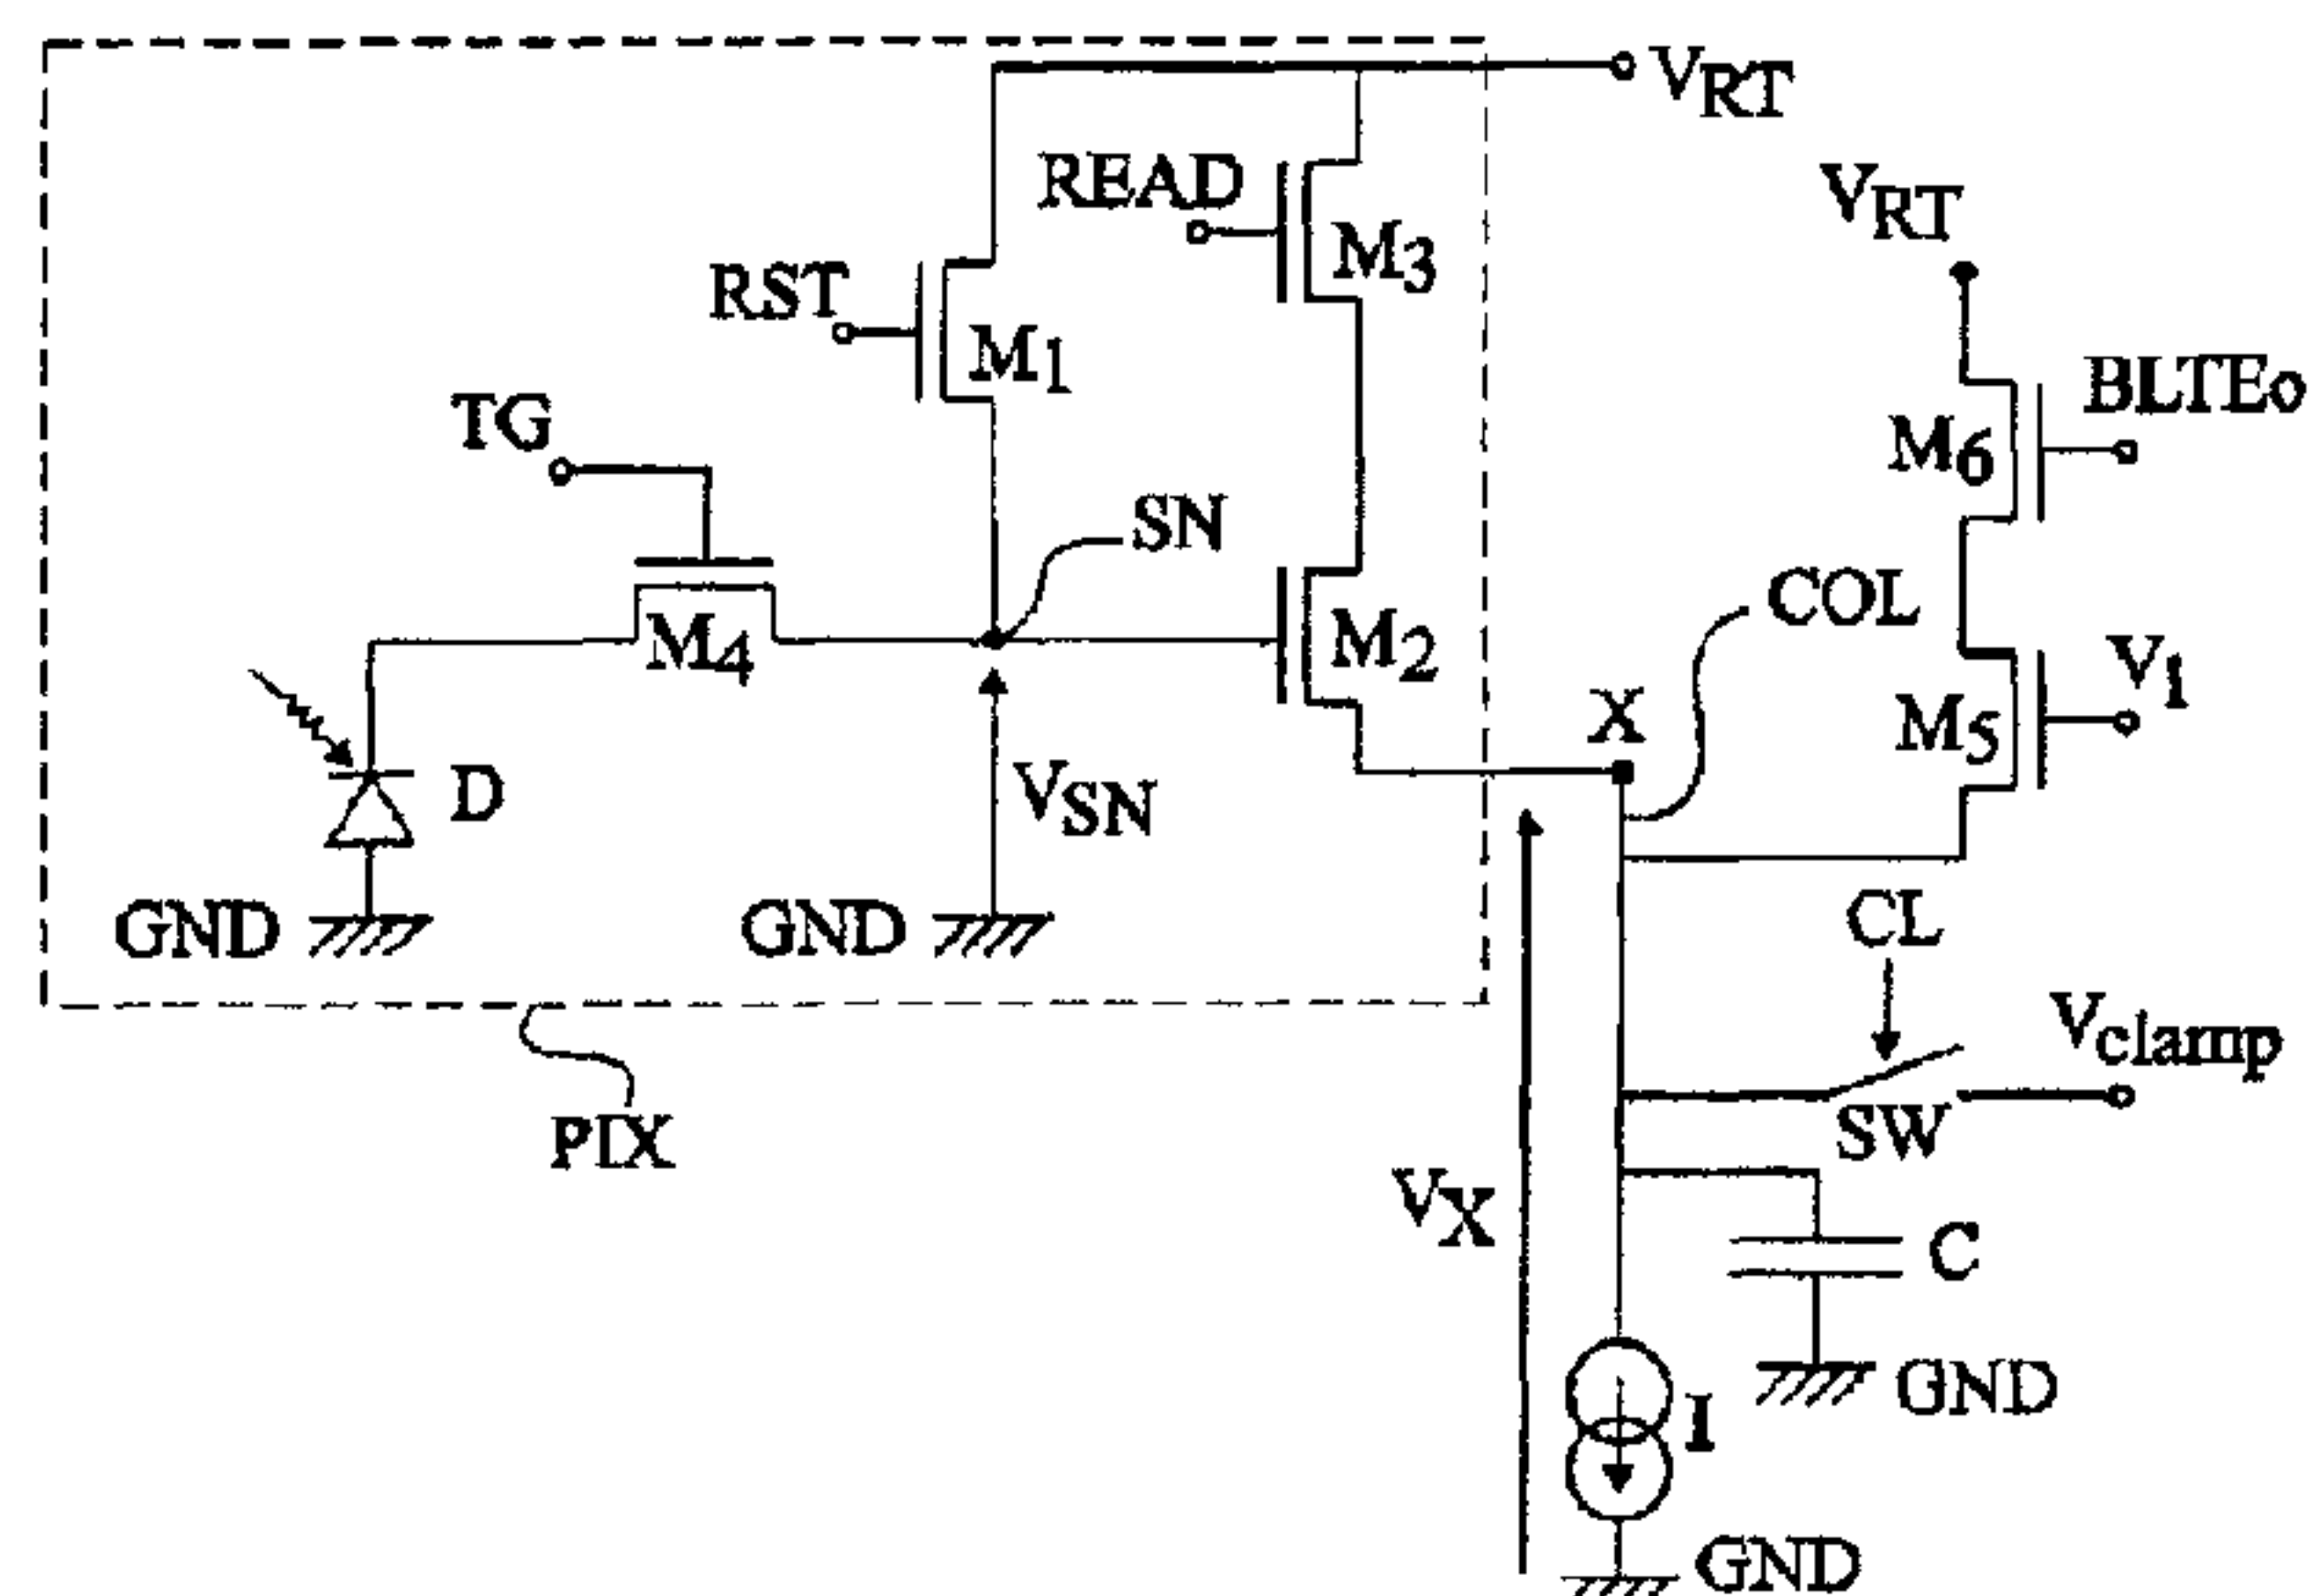 VRT
READ
VRT
M3
RST
M1
BLTEo
M6
TG
SN
COL
M2
M4
V1
X
M5
D
VSN
GND
GND
CL
Vclamp
PIX
SW
VX
C
GND
I
GND